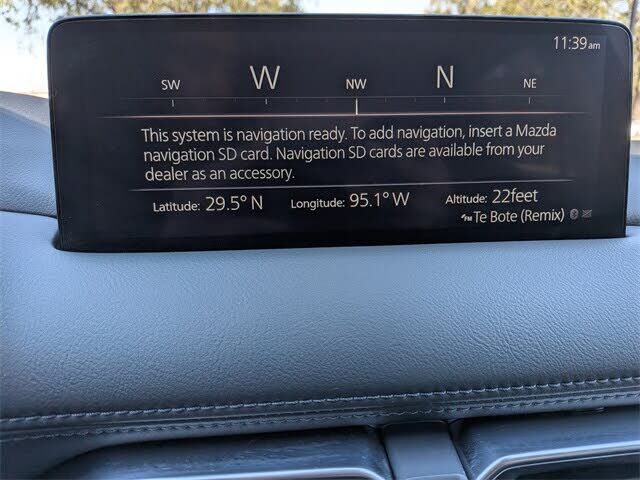 11:39am
SW W NW N NE
This system is navigation ready. To add navigation, insert a Mazda
navigation SD card. Navigation SD cards are available from your
dealer as an accessory.
Latitude: 29.5° N Longitude: 95.1° W Altitude: 22feet
FM Te Bote (Remix)